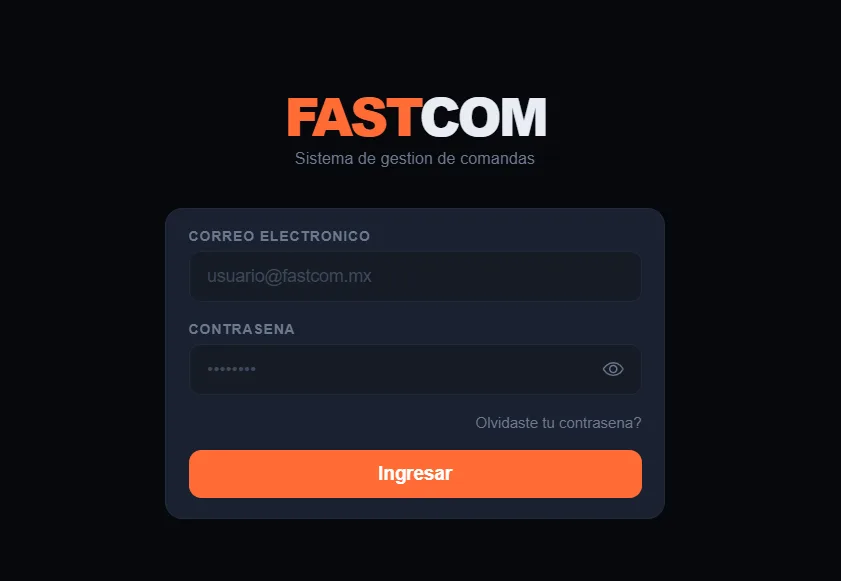 FASTCOM
Sistema de gestion de comandas
CORREO ELECTRONICO
usuario@fastcom.mx
CONTRASENA
••••••••
Olvidaste tu contrasena?
Ingresar